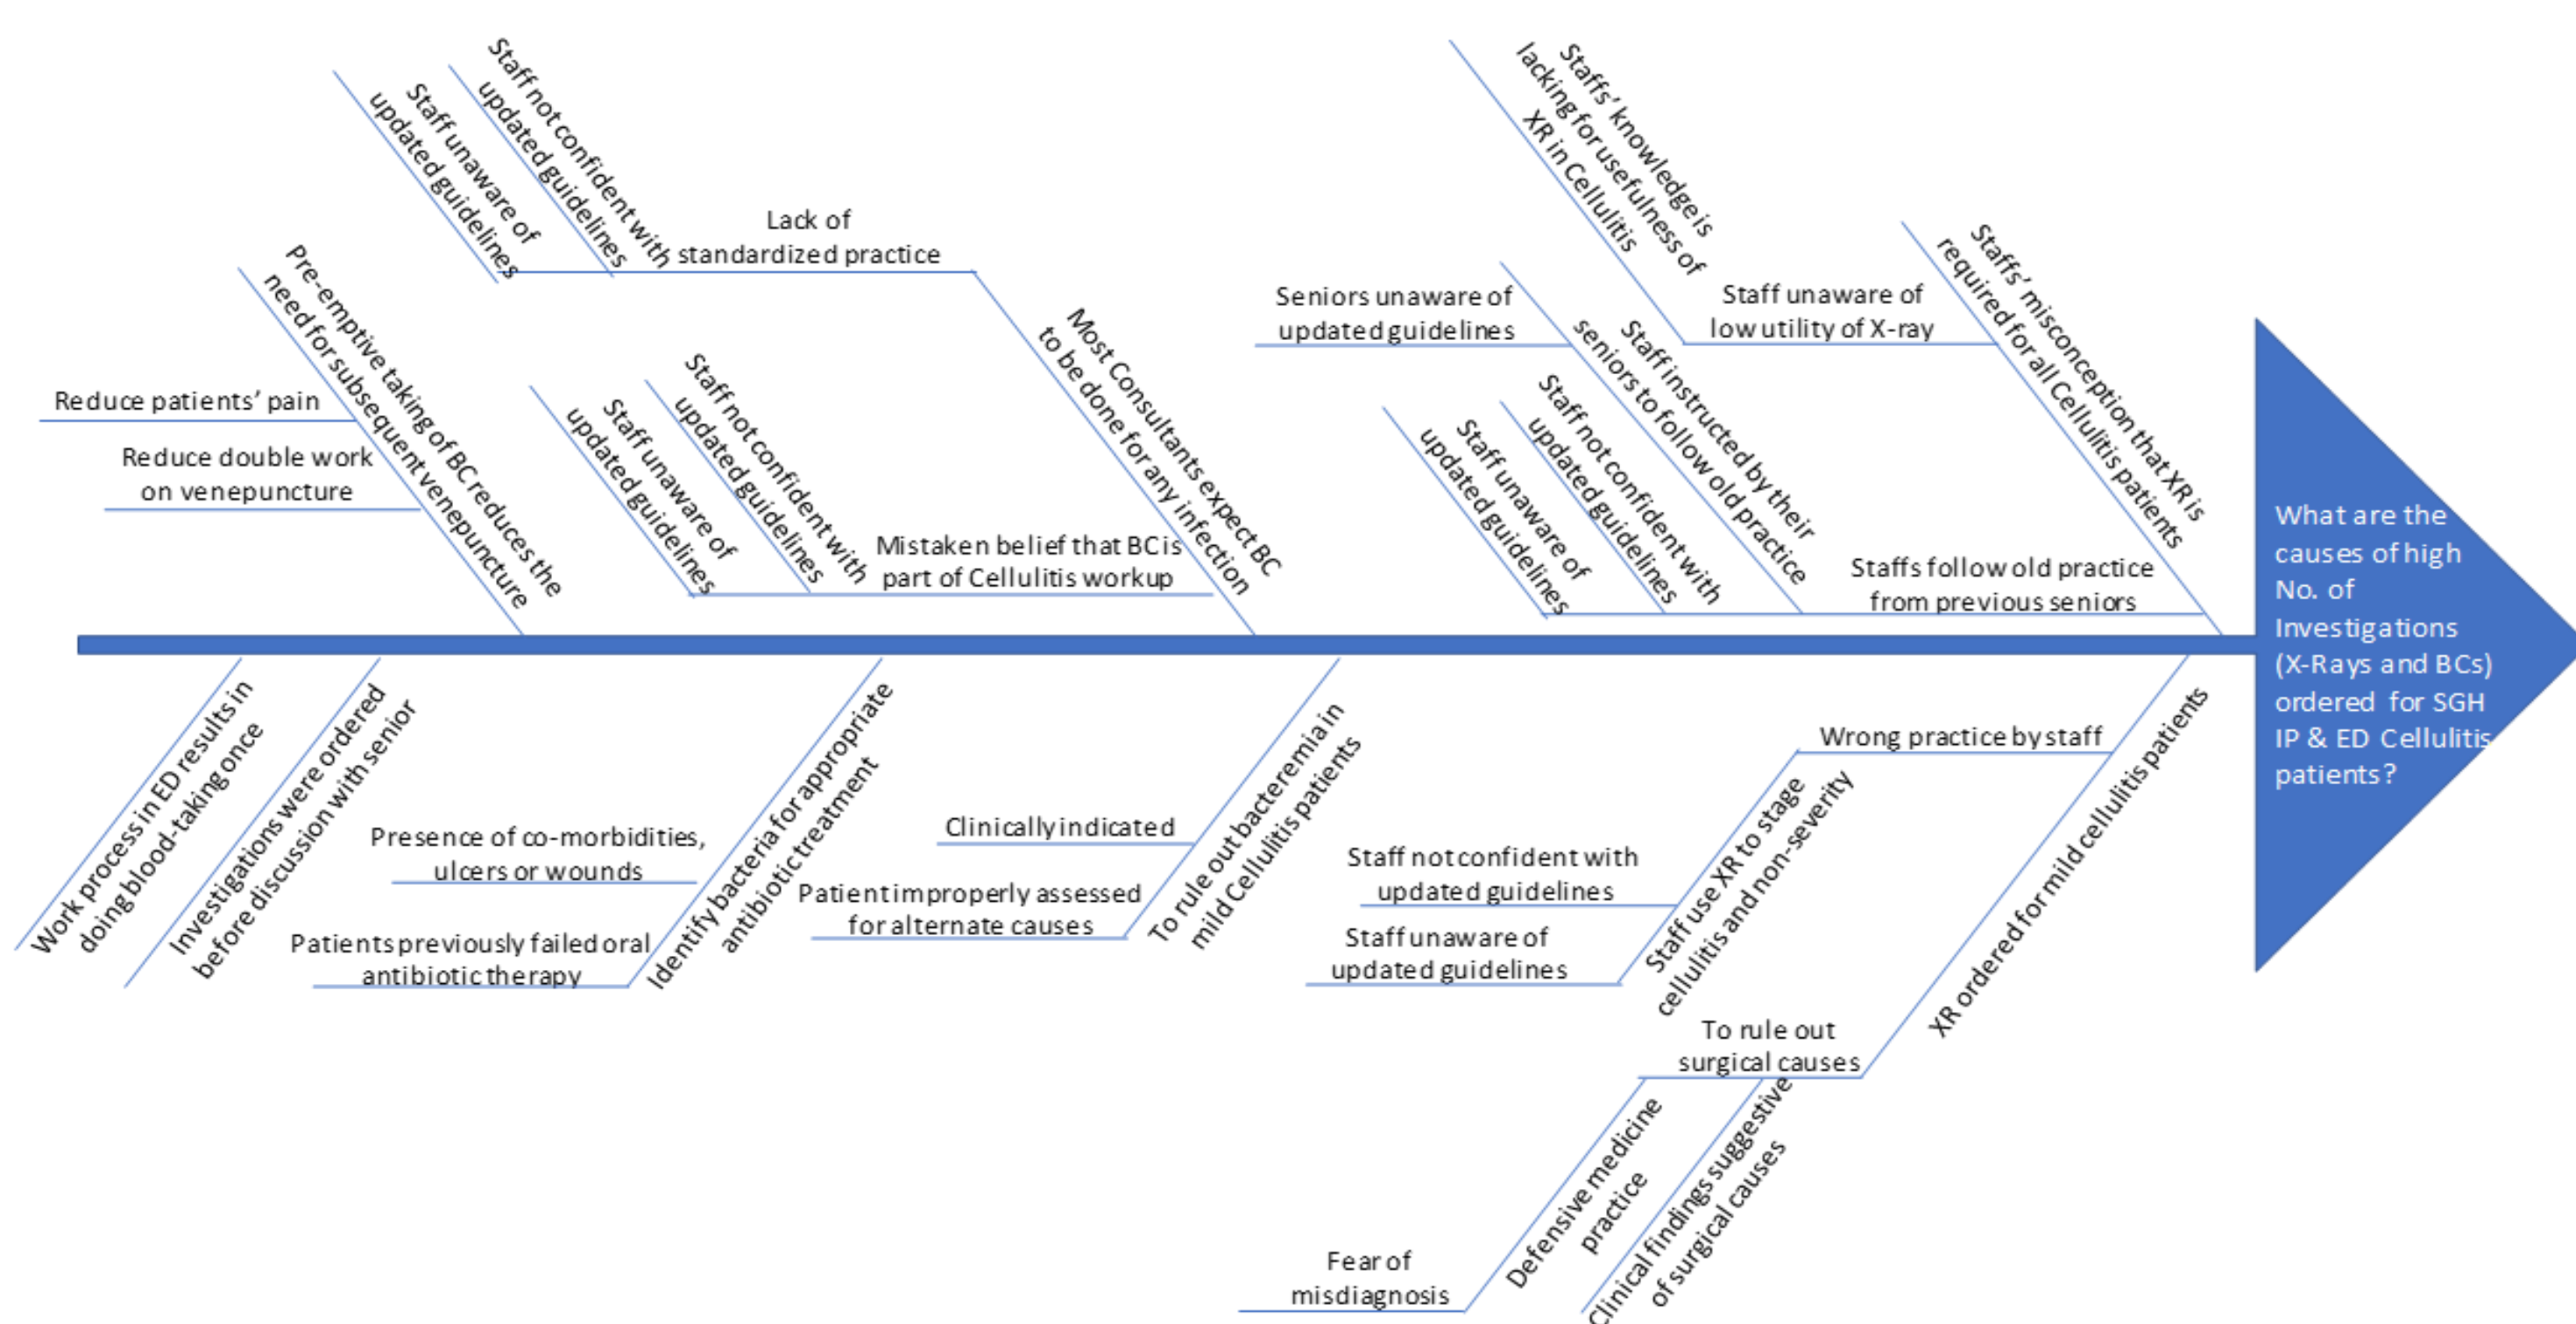 Staff unaware of
updated guidelines
Staff not confident with
updated guidelines
Lack of
standardized practice
Pre-emptive taking of BC reduces the
need for subsequent venepuncture
Reduce patients' pain
Reduce double work
on venepuncture
Staff unaware of
updated guidelines
Staff not confident with
updated guidelines
Mistaken belief that BC is
part of Cellulitis workup
Most Consultants expect BC
to be done for any infection
Staffs' knowledge is
lacking for usefulness of
XR in Cellulitis
Staff unaware of
low utility of X-ray
Staffs' misconception that XR is
required for all Cellulitis patients
Seniors unaware of
updated guidelines
Staff instructed by their
seniors to follow old practice
Staff unaware of
updated guidelines
Staff not confident with
updated guidelines
Staffs follow old practice
from previous seniors
What are the
causes of high
No. of
Investigations
(X-Rays and BCs)
ordered for SGH
IP & ED Cellulitis
patients?
Work process in ED results in
doing blood-taking once
Investigations were ordered
before discussion with senior
Presence of co-morbidities,
ulcers or wounds
Patients previously failed oral
antibiotic therapy
Identify bacteria for appropriate
antibiotic treatment
Clinically indicated
Patient improperly assessed
for alternate causes
To rule out bacteremia in
mild Cellulitis patients
Wrong practice by staff
Staff not confident with
updated guidelines
Staff unaware of
updated guidelines
Staff use XR to stage
cellulitis and non-severity
XR ordered for mild cellulitis patients
To rule out
surgical causes
Defensive medicine
practice
Clinical findings suggestive
of surgical causes
Fear of
misdiagnosis